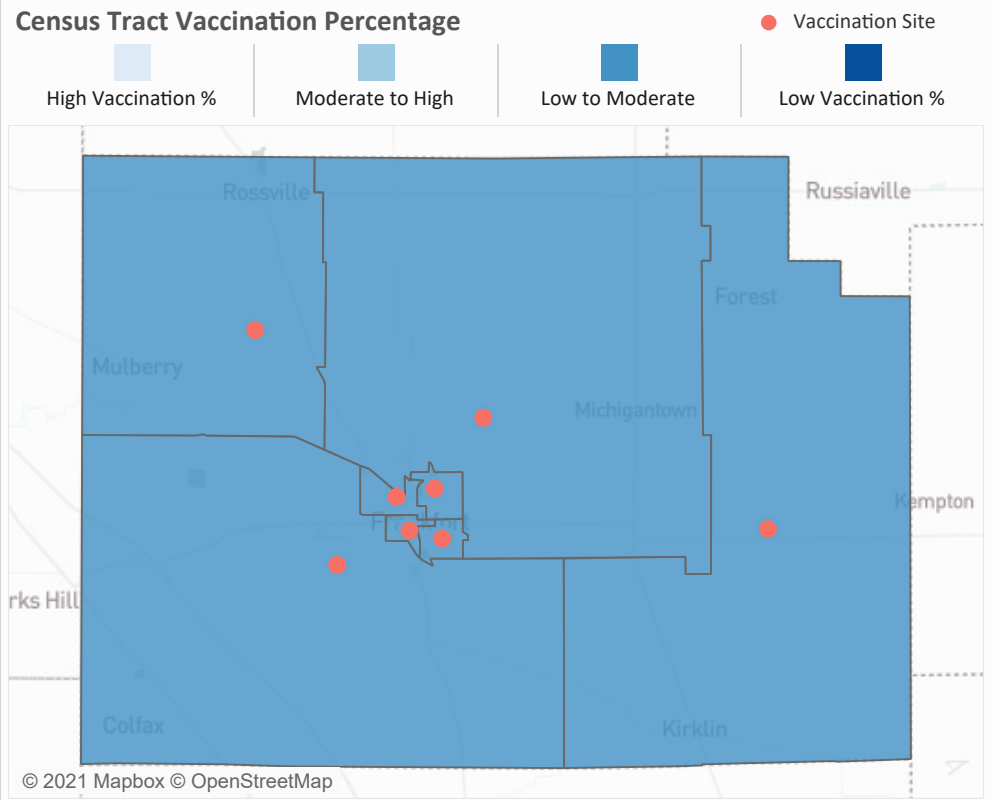 Census Tract Vaccination Percentage
Vaccination Site
High Vaccination %
Moderate to High
Low to Moderate
Low Vaccination %
Rossville
Russiaville
Forest
Mulberry
Michigantown
Kempton
Frankfort
rks Hill
Colfax
Kirklin
© 2021 Mapbox © OpenStreetMap